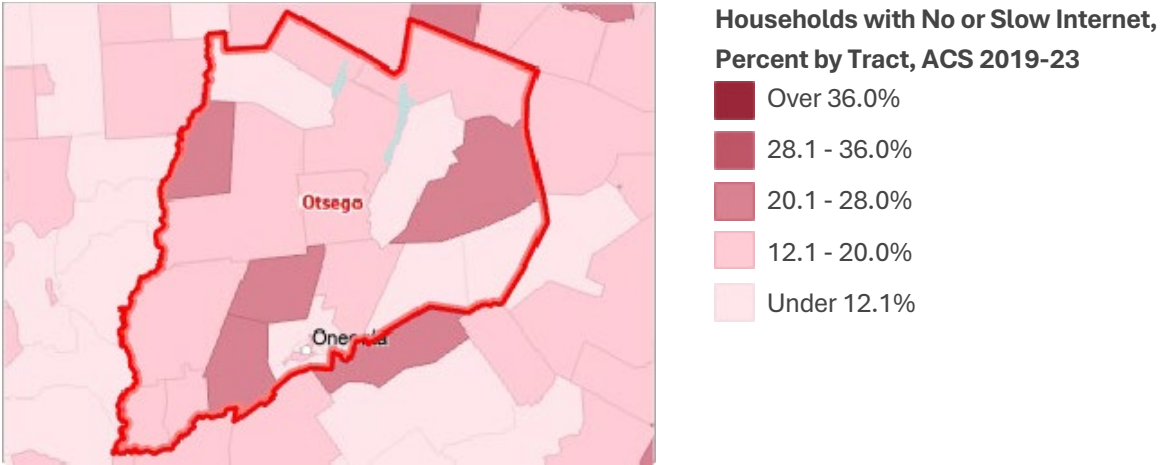 Households with No or Slow Internet,
Percent by Tract, ACS 2019-23
Over 36.0%
28.1 - 36.0%
20.1 - 28.0%
12.1 - 20.0%
Under 12.1%
Otsego